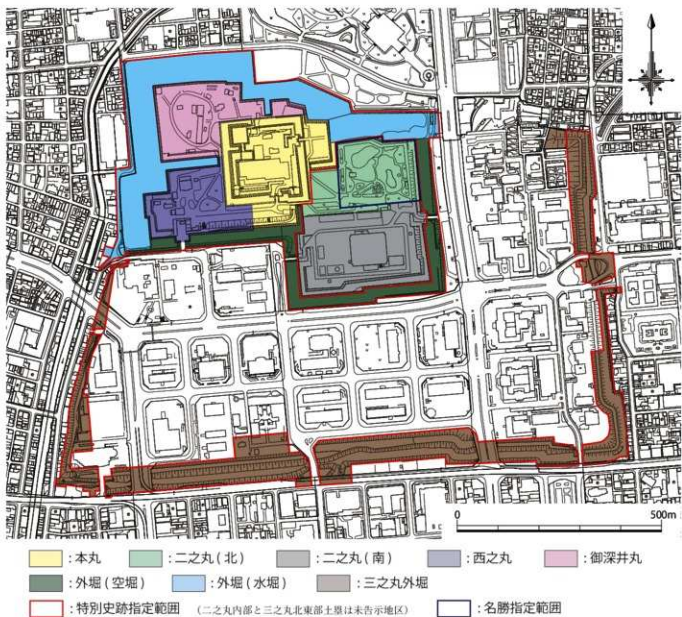 0 500m
：本丸 ：二之丸(北) ：二之丸(南) ：西之丸 ：御深井丸
：外堀(空堀) ：外堀(水堀) ：三之丸外堀
：特別史跡指定範囲 （二之丸内部と三之丸北東部土塁は未告示地区） ：名勝指定範囲